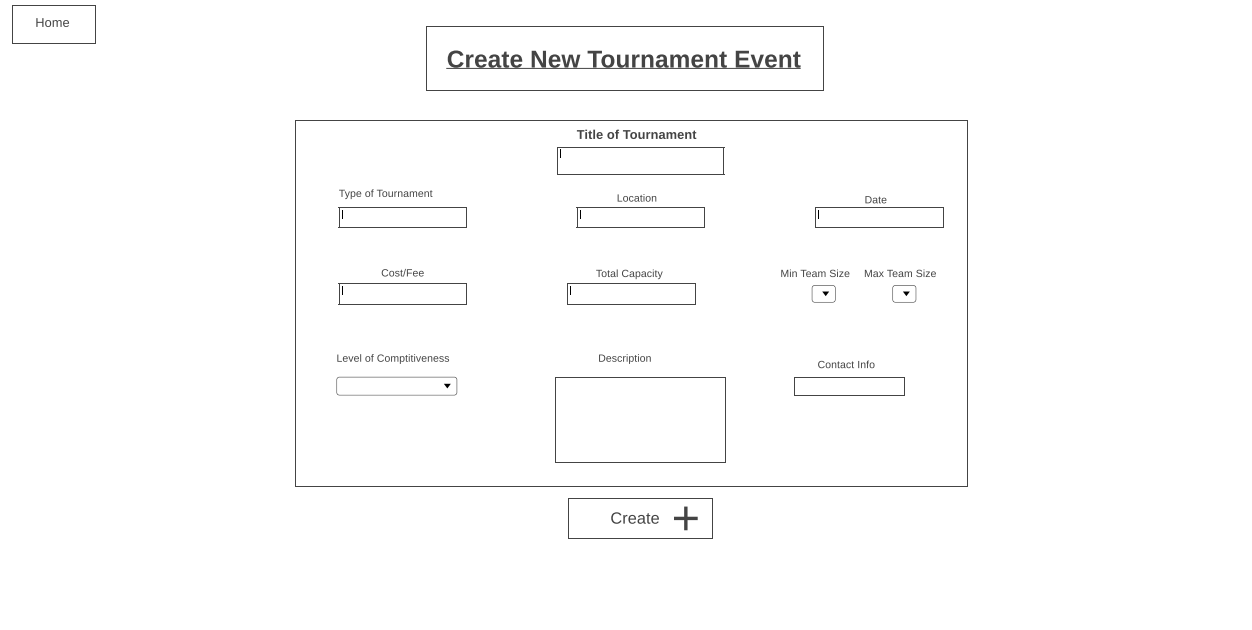 Home
Create New Tournament Event
Title of Tournament
Type of Tournament
Location
Date
Cost/Fee
Total Capacity
Min Team Size
Max Team Size
Level of Comptitiveness
Description
Contact Info
Create